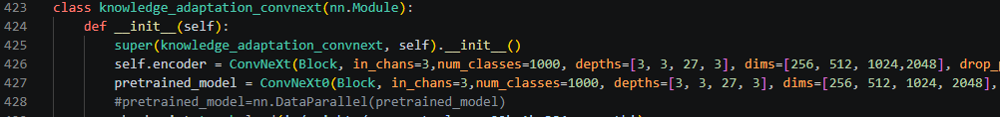 423 class knowledge_adaptation_convnext(nn.Module):
424 def __init__(self):
425 super(knowledge_adaptation_convnext, self).__init__()
426 self.encoder = ConvNeXt(Block, in_chans=3,num_classes=1000, depths=[3, 3, 27, 3], dims=[256, 512, 1024,2048], drop_
427 pretrained_model = ConvNeXt0(Block, in_chans=3,num_classes=1000, depths=[3, 3, 27, 3], dims=[256, 512, 1024, 2048],
428 #pretrained_model=nn.DataParallel(pretrained_model)